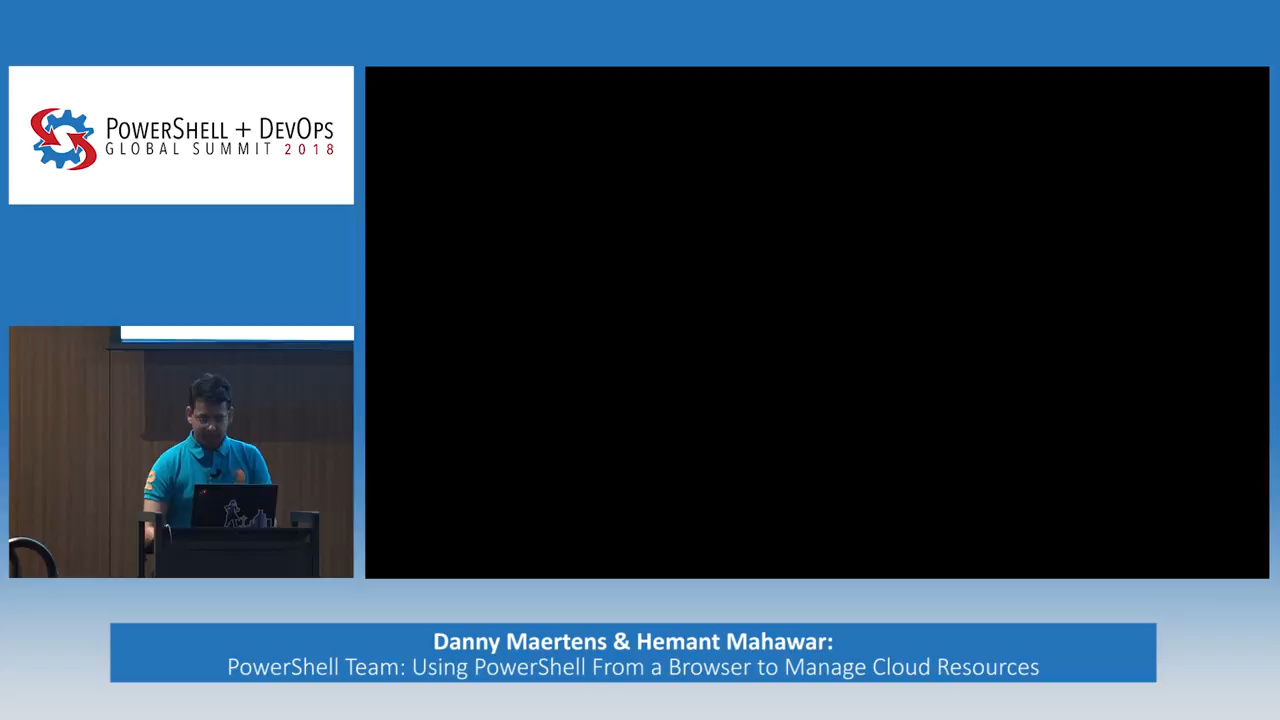 PowerShell + DevOps
GLOBAL SUMMIT 2018
Danny Maertens & Hemant Mahawar:
PowerShell Team: Using PowerShell From a Browser to Manage Cloud Resources